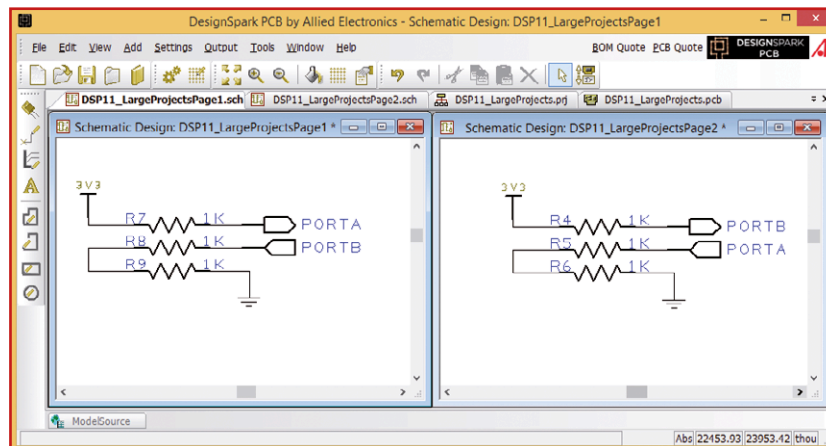 DesignSpark PCB by Allied Electronics - Schematic Design: DSP11_LargeProjectsPage1
File Edit View Add Settings Output Tools Window Help
BOM Quote PCB Quote DESIGNSPARK PCB
DSP11_LargeProjectsPage1.sch DSP11_LargeProjectsPage2.sch DSP11_LargeProjects.prj DSP11_LargeProjects.pcb
Schematic Design: DSP11_LargeProjectsPage1 *
3V3
R7 1K PORTA
R8 1K PORTB
R9 1K
Schematic Design: DSP11_LargeProjectsPage2 *
3V3
R4 1K PORTB
R5 1K PORTA
R6 1K
ModelSource
Abs 22453.93 23953.42 thou